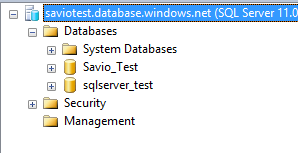 saviotest.database.windows.net (SQL Server 11.0
Databases
System Databases
Savio_Test
sqlserver_test
Security
Management